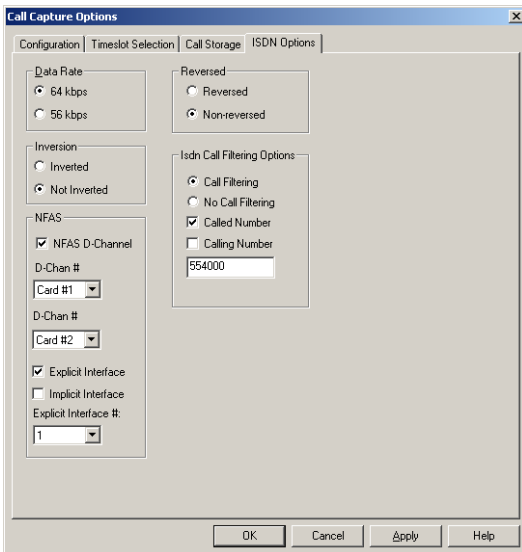 Call Capture Options
Configuration
Timeslot Selection
Call Storage
ISDN Options
Data Rate
64 kbps
56 kbps
Inversion
Inverted
Not Inverted
NFAS
NFAS D-Channel
D-Chan #
Card #1
D-Chan #
Card #2
Explicit Interface
Implicit Interface
Explicit Interface #:
1
Reversed
Reversed
Non-reversed
Isdn Call Filtering Options
Call Filtering
No Call Filtering
Called Number
Calling Number
554000
OK
Cancel
Apply
Help